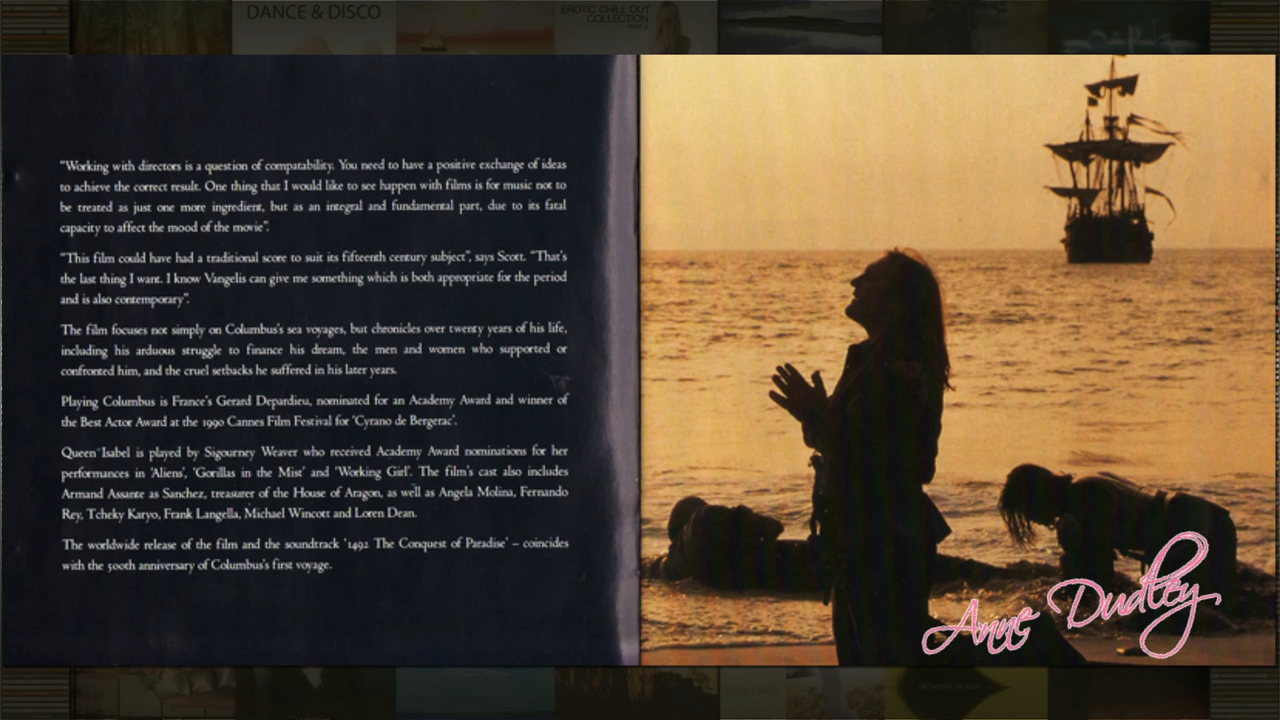 DANCE & DISCO
EROTIC CHILL OUT
COLLECTION
"Working with directors is a question of compatability. You need to have a positive exchange of ideas
to achieve the correct result. One thing that I would like to see happen with films is for music not to
be treated as just one more ingredient, but as an integral and fundamental part, due to its fatal
capacity to affect the mood of the movie".
"This film could have had a traditional score to suit its fifteenth century subject", says Scott. "That's
the last thing I want. I know Vangelis can give me something which is both appropriate for the period
and is also contemporary".
The film focuses not simply on Columbus's sea voyages, but chronicles over twenty years of his life,
including his arduous struggle to finance his dream, the men and women who supported or
confronted him, and the cruel setbacks he suffered in his later years.
Playing Columbus is France's Gerard Depardieu, nominated for an Academy Award and winner of
the Best Actor Award at the 1990 Cannes Film Festival for 'Cyrano de Bergerac'.
Queen Isabel is played by Sigourney Weaver who received Academy Award nominations for her
performances in 'Aliens', 'Gorillas in the Mist' and 'Working Girl'. The film's cast also includes
Armand Assante as Sanchez, treasurer of the House of Aragon, as well as Angela Molina, Fernando
Rey, Tcheky Karyo, Frank Langella, Michael Wincott and Loren Dean.
The worldwide release of the film and the soundtrack '1492 The Conquest of Paradise' – coincides
with the 500th anniversary of Columbus's first voyage.
Anne Dudley